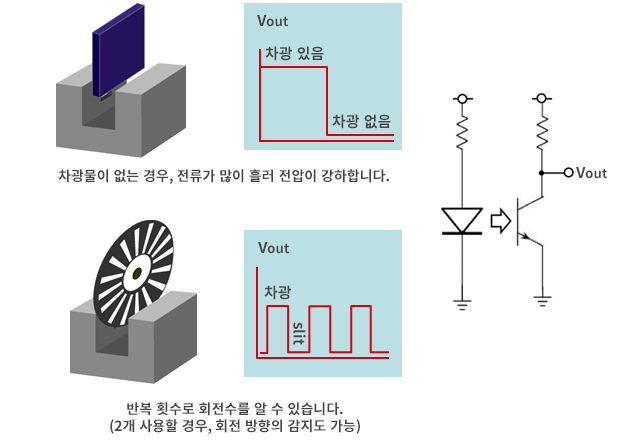 Vout
차광 있음
차광 없음
차광물이 없는 경우, 전류가 많이 흘러 전압이 강하합니다.
Vout
Vout
차광
slit
반복 횟수로 회전수를 알 수 있습니다.
(2개 사용할 경우, 회전 방향의 감지도 가능)